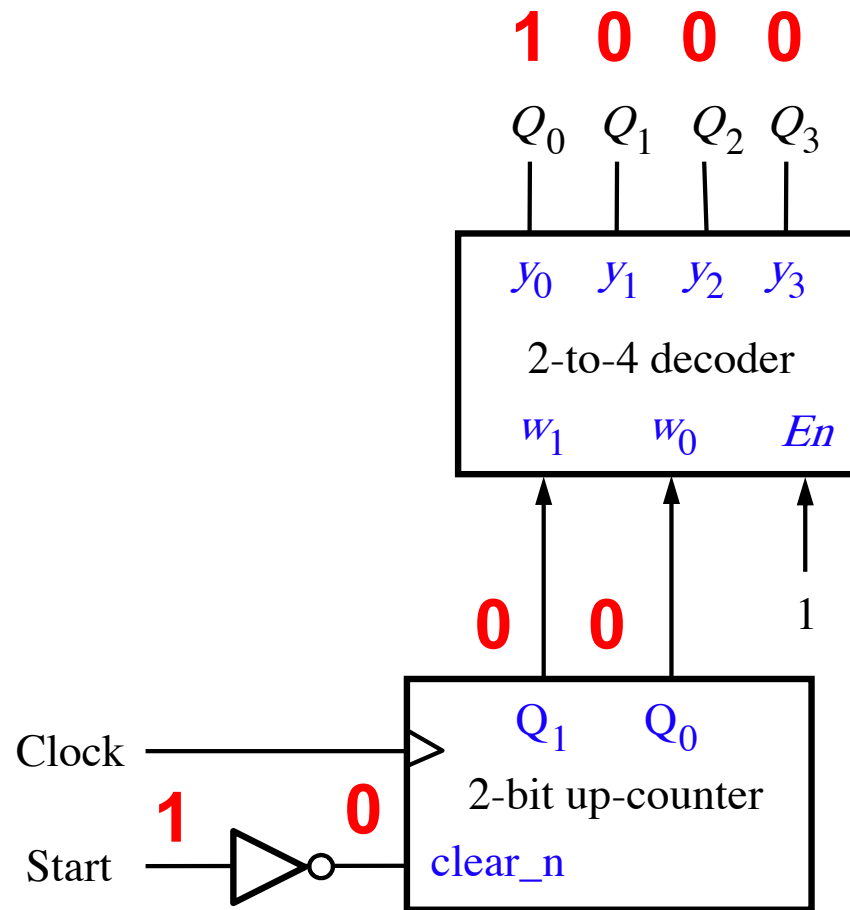 1 0 0 0
Q0 Q1 Q2 Q3
y0 y1 y2 y3
2-to-4 decoder
w1 w0 En
1
0 0
Q1 Q0
Clock
2-bit up-counter
1 0
Start
clear_n